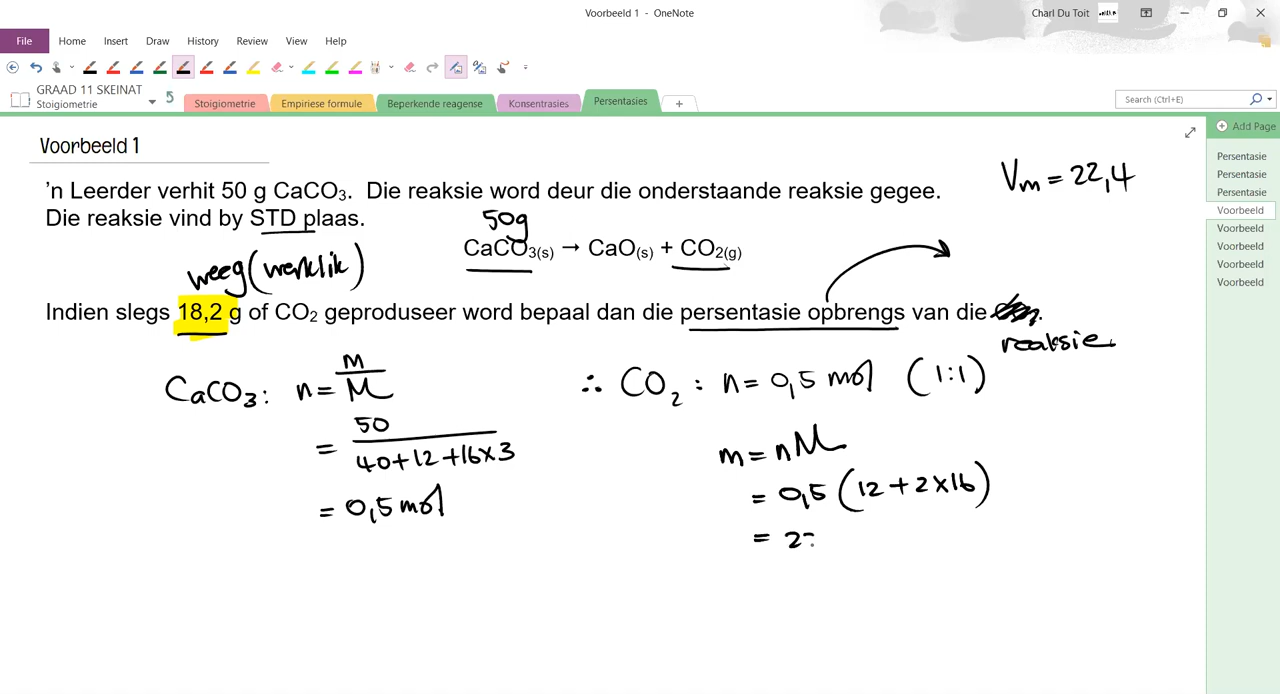 Voorbeeld 1 - OneNote
Charl Du Toit
File Home Insert Draw History Review View Help
GRAAD 11 SKEINAT
Stoigiometrie
Stoigiometrie Empiriese formule Beperkende reagense Konsentrasies Persentasies +
Search (Ctrl+E)
Add Page
Persentasie
Persentasie
Persentasie
Voorbeeld
Voorbeeld
Voorbeeld
Voorbeeld
Voorbeeld
Voorbeeld 1
Vm = 22,4
'n Leerder verhit 50 g CaCO3. Die reaksie word deur die onderstaande reaksie gegee.
Die reaksie vind by STD plaas.
50g
CaCO3(s) → CaO(s) + CO2(g)
weeg (werklik)
Indien slegs 18,2 g of CO2 geproduseer word bepaal dan die persentasie opbrengs van die .
reaksie
CaCO3: n = m/M
= 50/40+12+16×3
= 0,5 mol
∴ CO2 : n = 0,5 mol (1:1)
m = nM
= 0,5 (12 + 2×16)
= 2